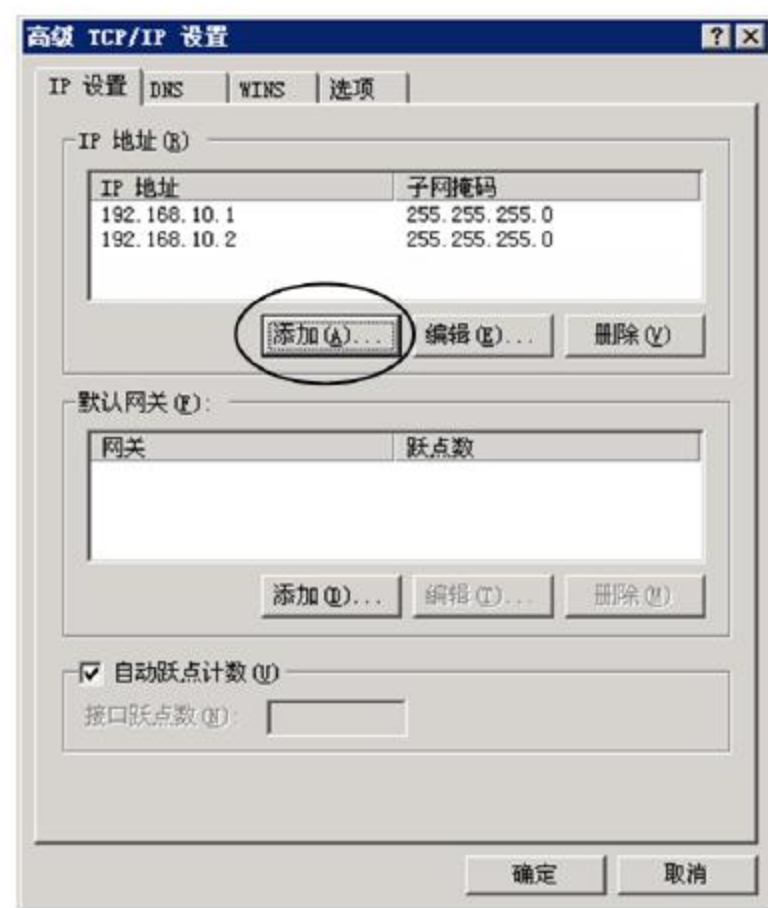 高级 TCP/IP 设置
IP 设置 DNS WINS 选项
IP 地址(R)
IP 地址 子网掩码
192.168.10.1 255.255.255.0
192.168.10.2 255.255.255.0
添加(A)... 编辑(E)... 删除(V)
默认网关(F):
网关 跃点数
添加(D)... 编辑(T)... 删除(M)
自动跃点计数(U)
接口跃点数(N):
确定 取消